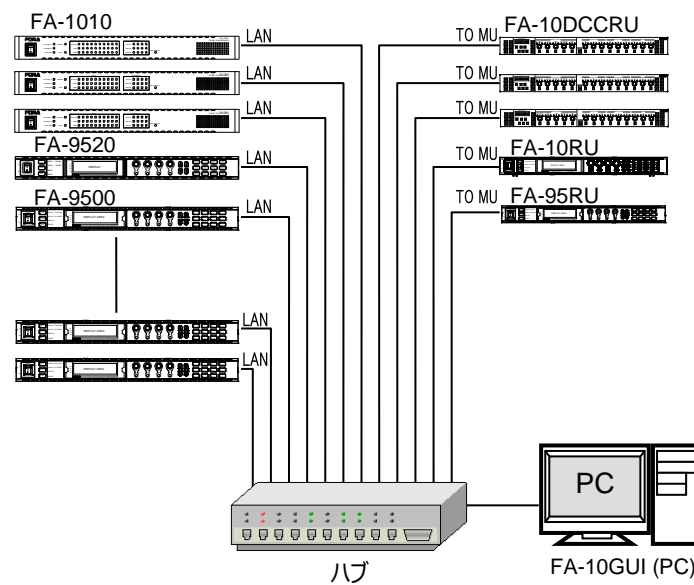 FA-1010
LAN
LAN
LAN
FA-9520
LAN
FA-9500
LAN
LAN
LAN
FA-10DCCRU
TO MU
TO MU
TO MU
FA-10RU
TO MU
FA-95RU
TO MU
PC
ハブ
FA-10GUI (PC)